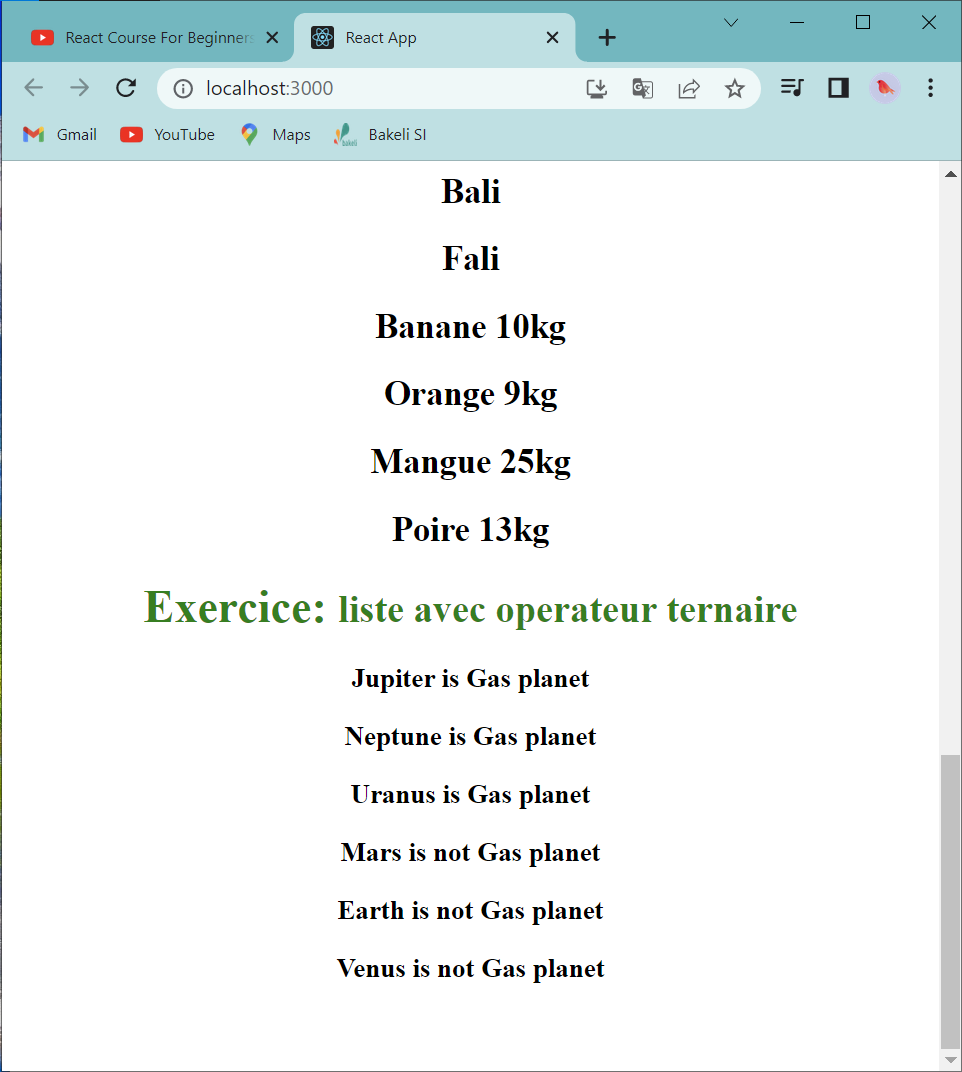 React Course For Beginners
React App
localhost:3000
Gmail
YouTube
Maps
Bakeli SI
Bali
Fali
Banane 10kg
Orange 9kg
Mangue 25kg
Poire 13kg
Exercice: liste avec operateur ternaire
Jupiter is Gas planet
Neptune is Gas planet
Uranus is Gas planet
Mars is not Gas planet
Earth is not Gas planet
Venus is not Gas planet